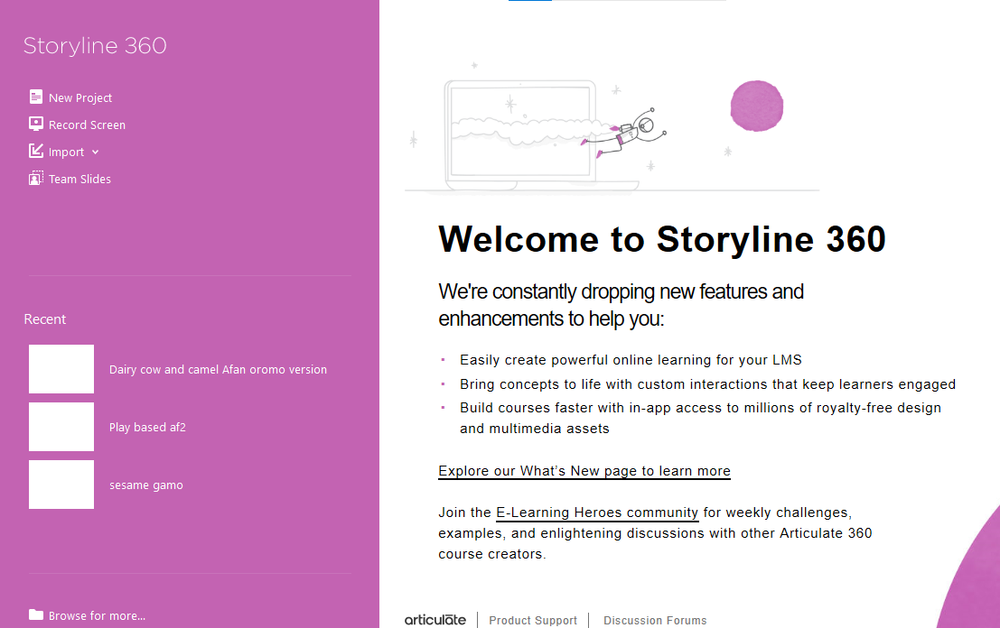 Storyline 360
New Project
Record Screen
Import
Team Slides
Recent
Dairy cow and camel Afan oromo version
Play based af2
sesame gamo
Browse for more...
Welcome to Storyline 360
We're constantly dropping new features and
enhancements to help you:
Easily create powerful online learning for your LMS
Bring concepts to life with custom interactions that keep learners engaged
Build courses faster with in-app access to millions of royalty-free design
and multimedia assets
Explore our What's New page to learn more
Join the E-Learning Heroes community for weekly challenges,
examples, and enlightening discussions with other Articulate 360
course creators.
articulate | Product Support | Discussion Forums